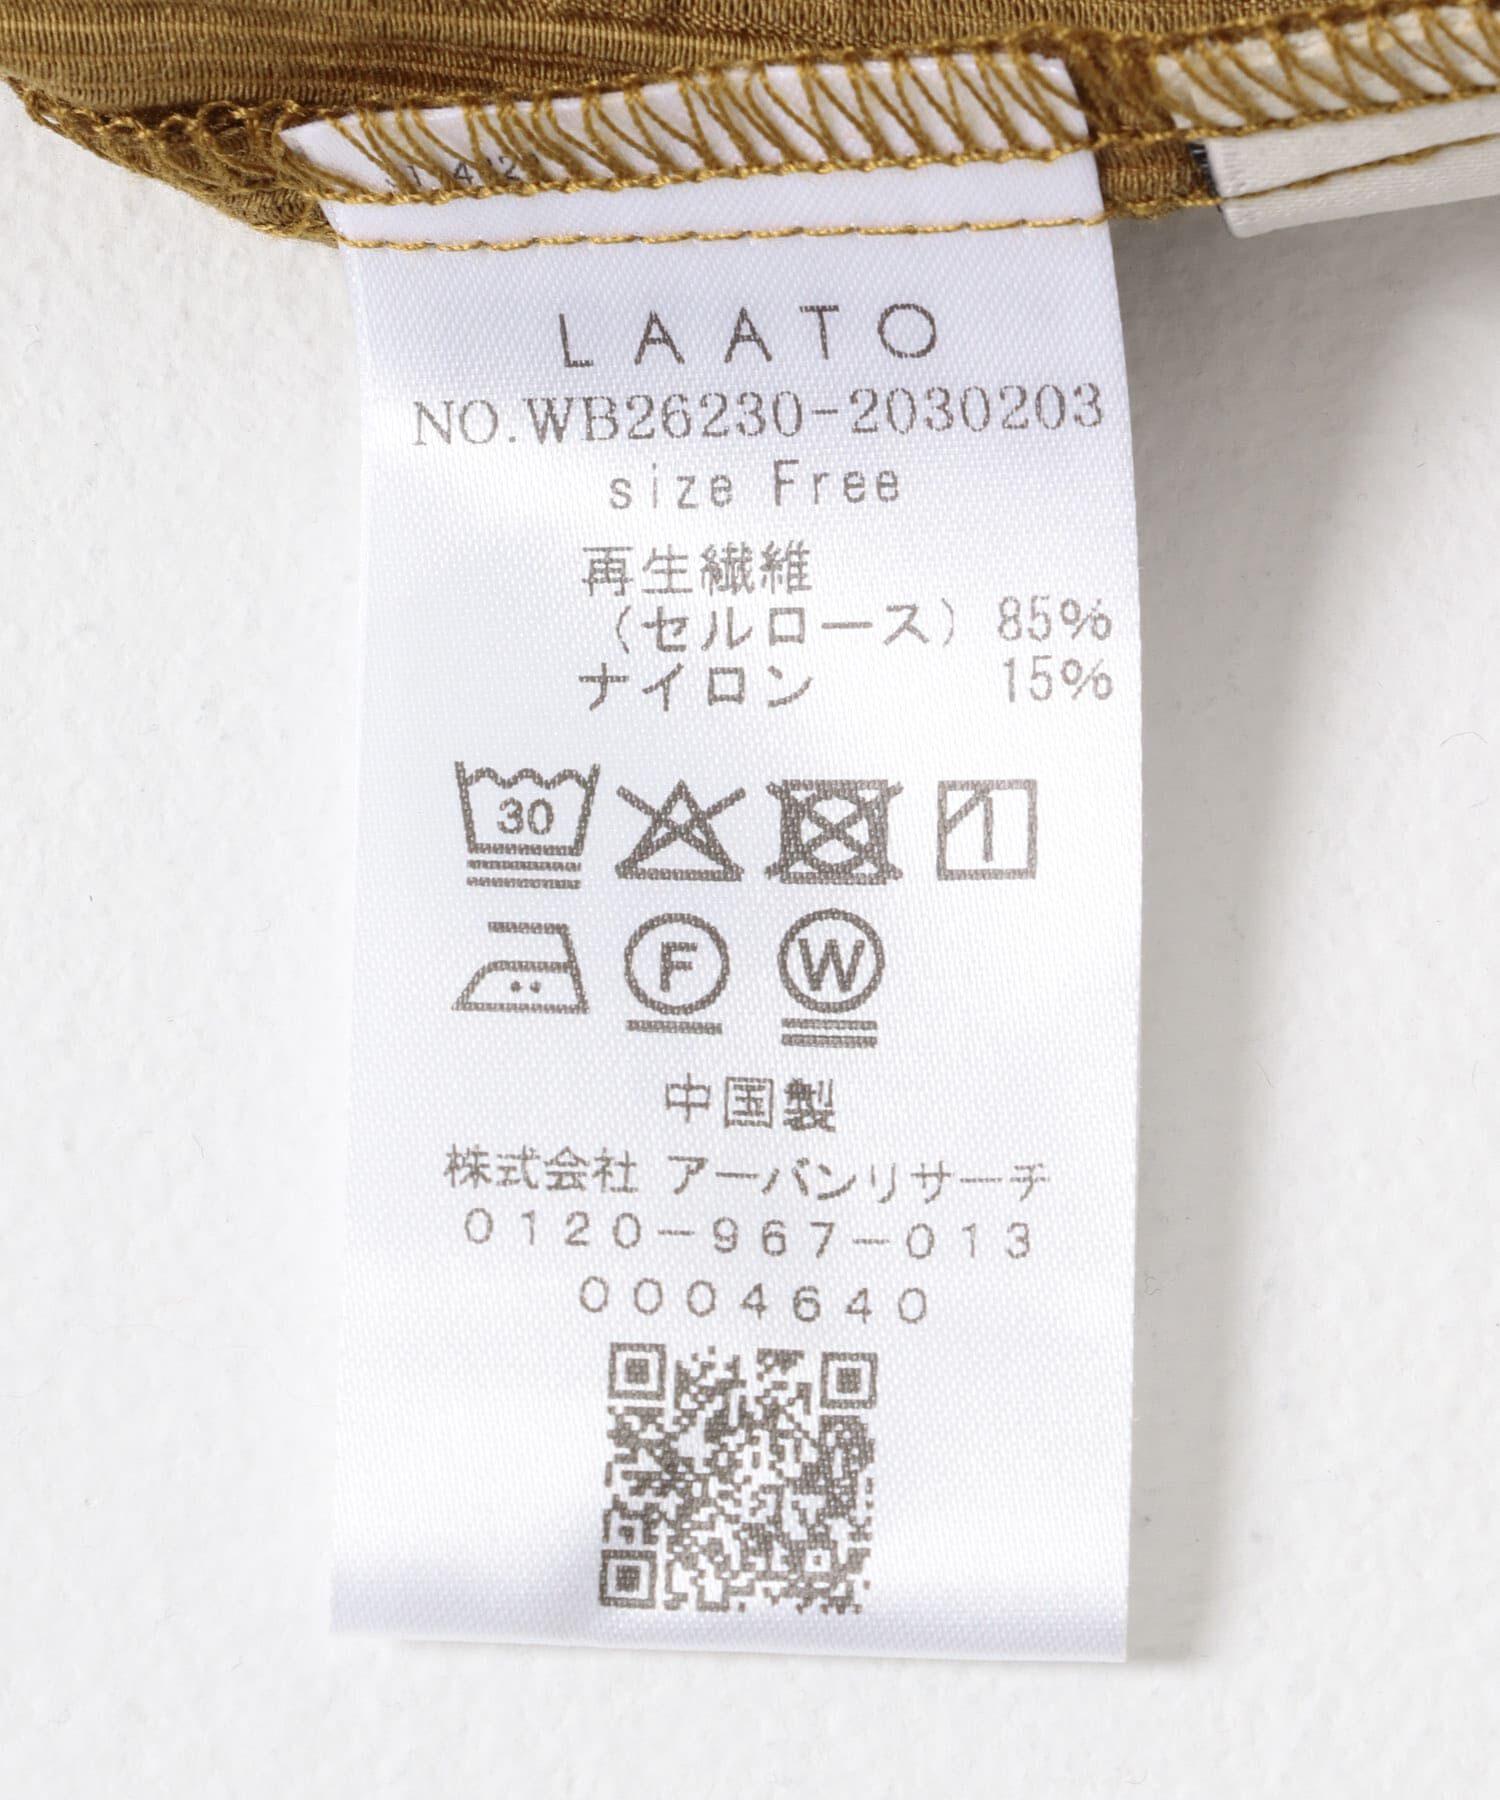 LAATO
NO.WB26230-2030203
size Free
再生繊維
(セルロース) 85%
ナイロン 15%
30
F
W
中国製
株式会社 アーバンリサーチ
0120-967-013
0004640